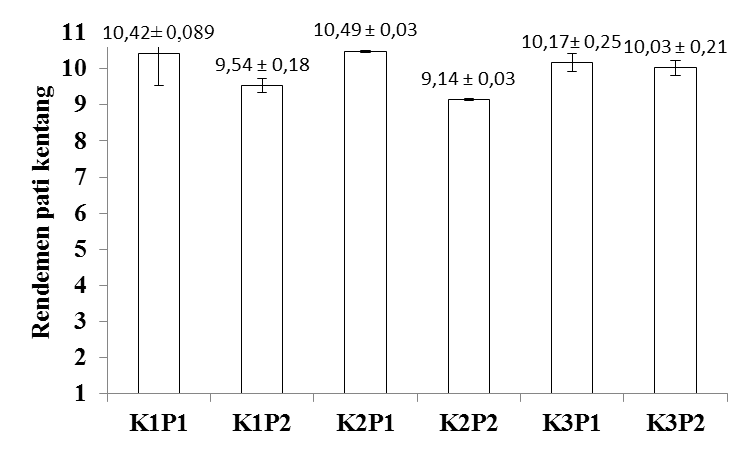 Rendemen pati kentang
11
10
9
8
7
6
5
4
3
2
1
10,42± 0,089
9,54 ± 0,18
10,49 ± 0,03
9,14 ± 0,03
10,17± 0,25
10,03 ± 0,21
K1P1
K1P2
K2P1
K2P2
K3P1
K3P2